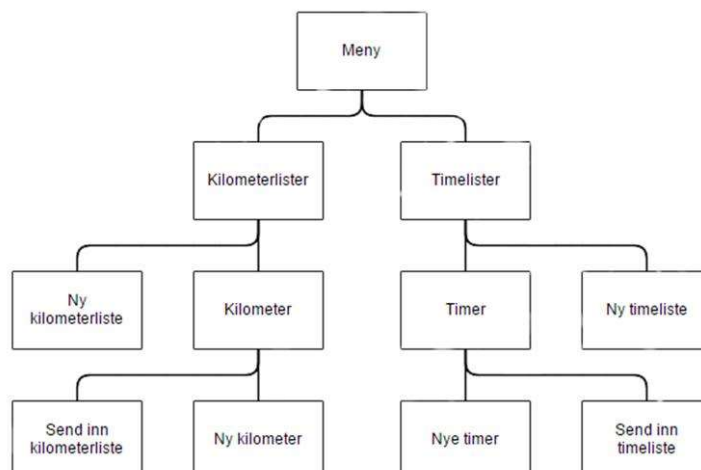 Meny
Kilometerlister
Timelister
Ny
kilometerliste
Kilometer
Timer
Ny timeliste
Send inn
kilometerliste
Ny kilometer
Nye timer
Send inn
timeliste